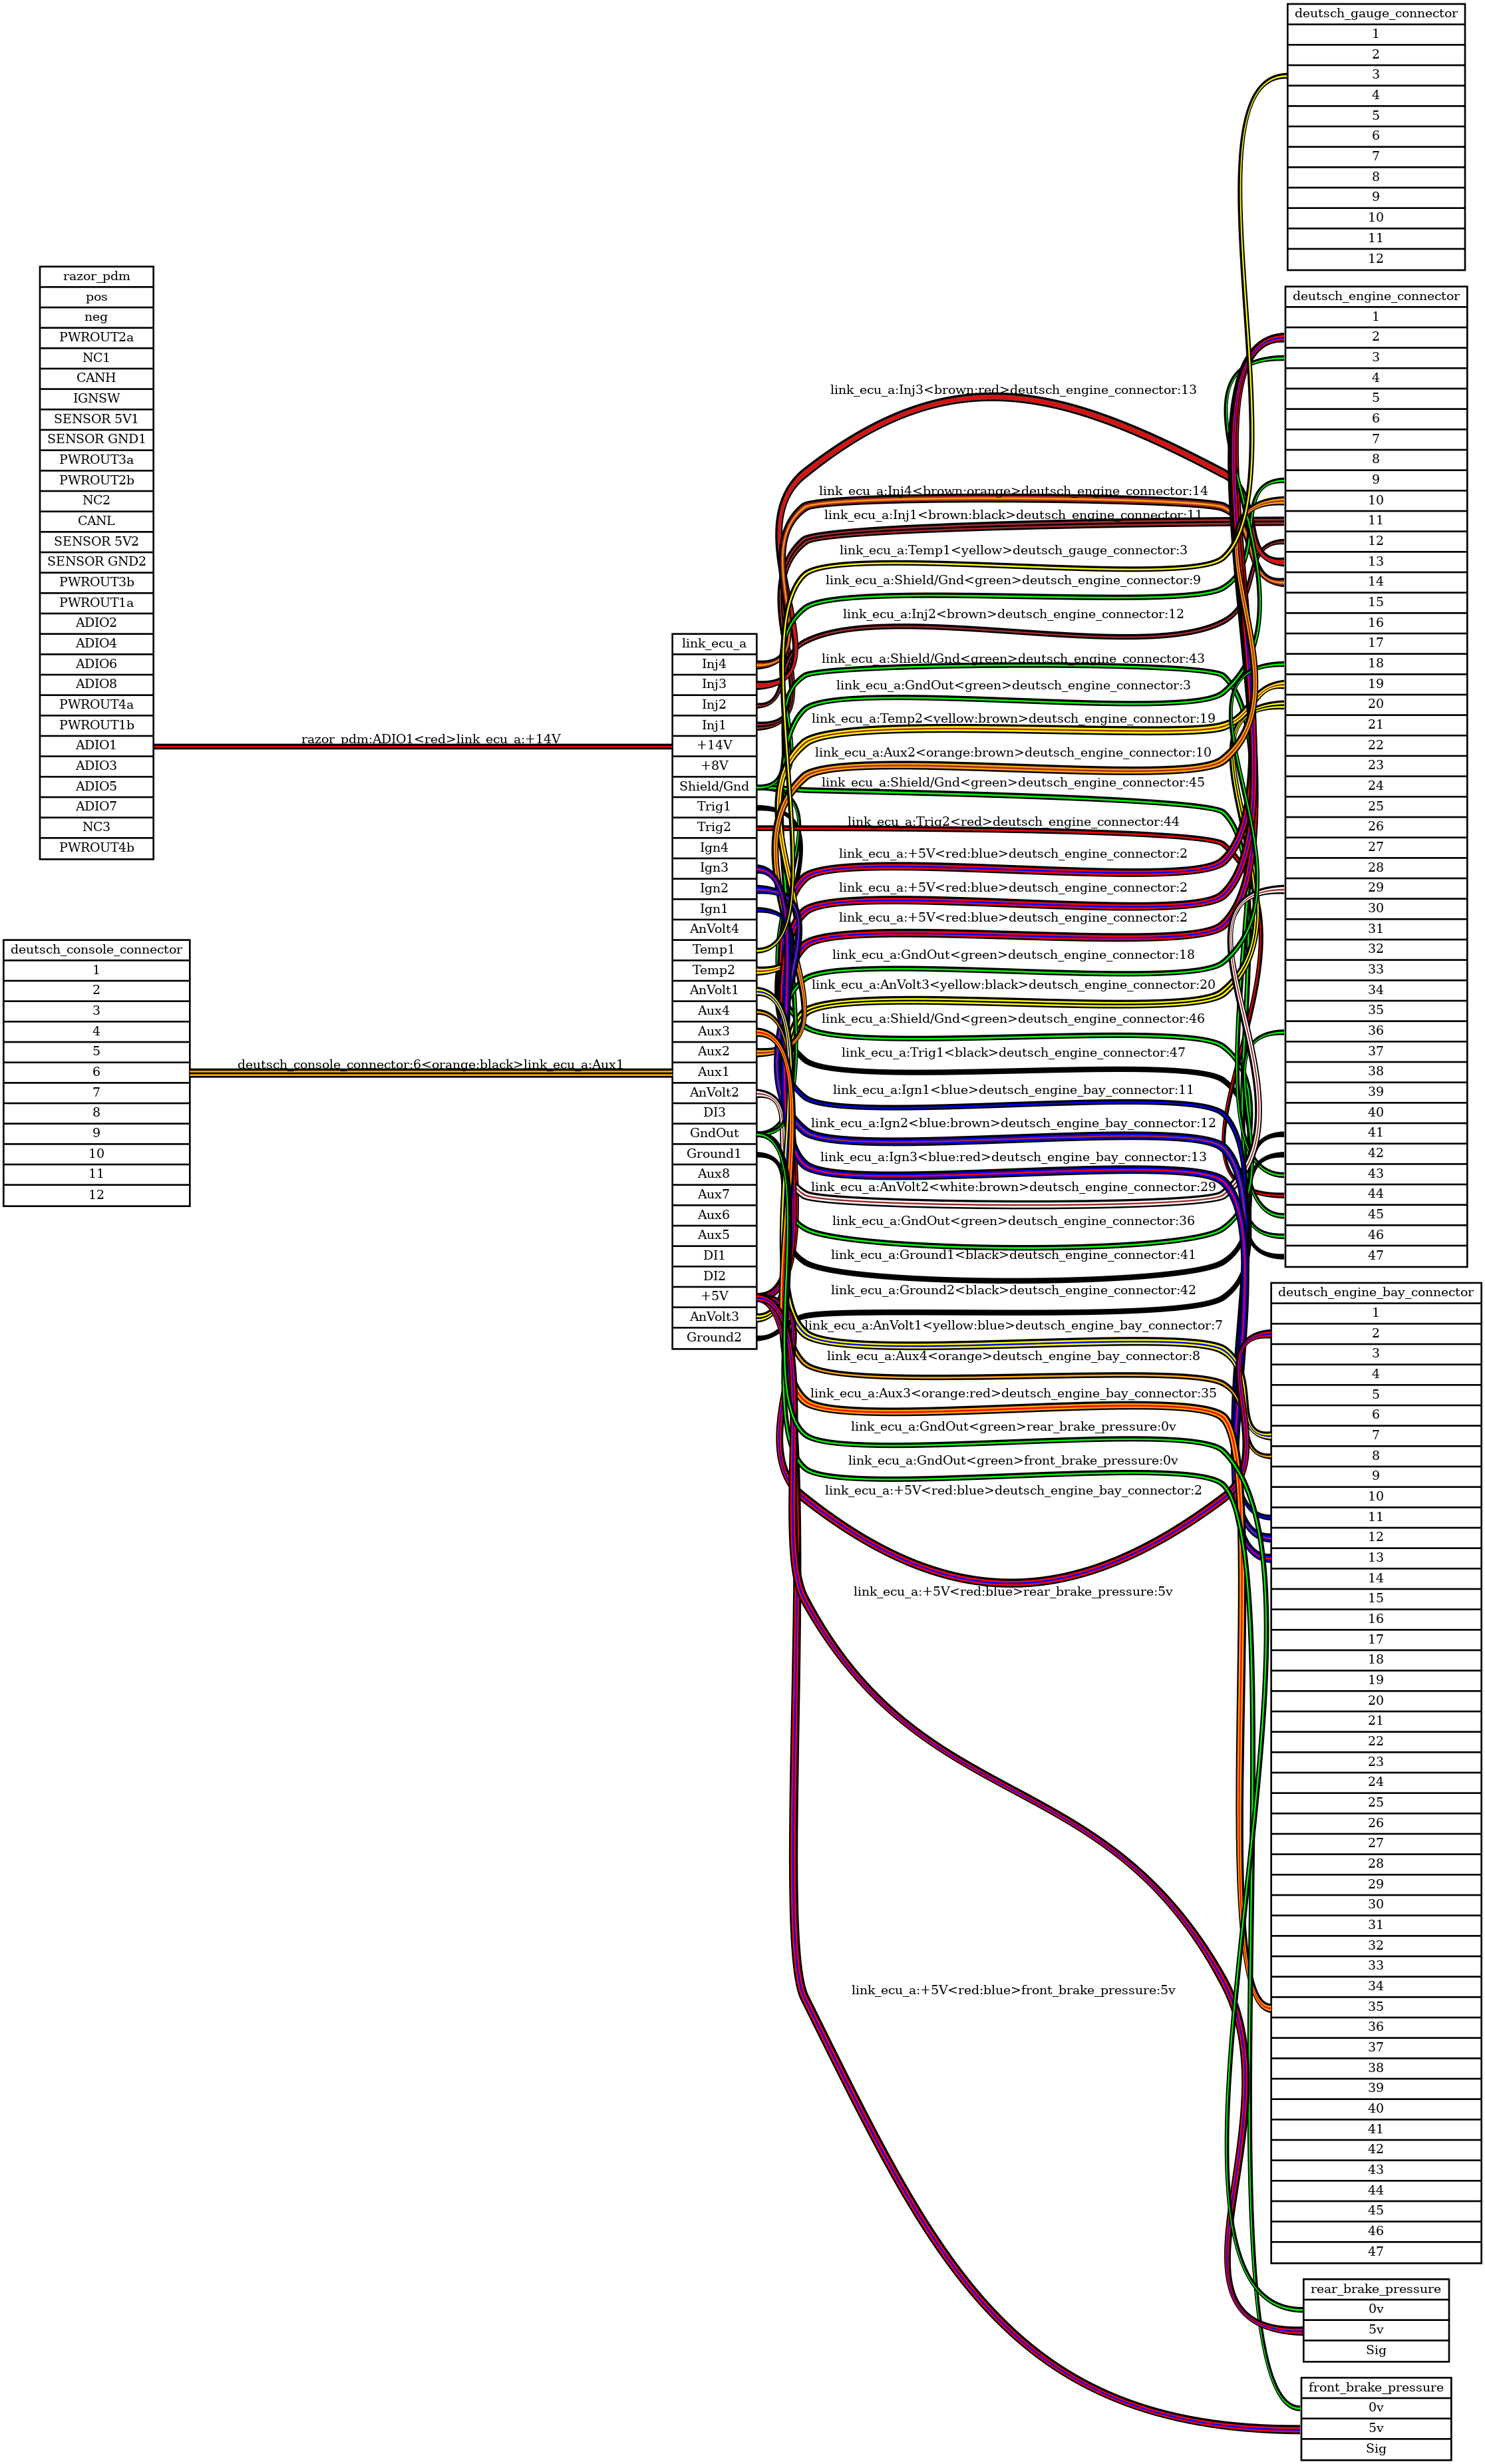 deutsch_gauge_connector
1
2
3
4
5
6
7
8
9
10
11
12
razor_pdm
pos
neg
PWROUT2a
NC1
CANH
IGNSW
SENSOR 5V1
SENSOR GND1
PWROUT3a
PWROUT2b
NC2
CANL
SENSOR 5V2
SENSOR GND2
PWROUT3b
PWROUT1a
ADIO2
ADIO4
ADIO6
ADIO8
PWROUT4a
PWROUT1b
ADIO1
ADIO3
ADIO5
ADIO7
NC3
PWROUT4b
deutsch_console_connector
1
2
3
4
5
6
7
8
9
10
11
12
razor_pdm:ADIO1<red>link_ecu_a:+14V
deutsch_console_connector:6<orange:black>link_ecu_a:Aux1
link_ecu_a
Inj4
Inj3
Inj2
Inj1
+14V
+8V
Shield/Gnd
Trig1
Trig2
Ign4
Ign3
Ign2
Ign1
AnVolt4
Temp1
Temp2
AnVolt1
Aux4
Aux3
Aux2
Aux1
AnVolt2
DI3
GndOut
Ground1
Aux8
Aux7
Aux6
Aux5
DI1
DI2
+5V
AnVolt3
Ground2
link_ecu_a:Inj3<brown:red>deutsch_engine_connector:13
link_ecu_a:Inj4<brown:orange>deutsch_engine_connector:14
link_ecu_a:Inj1<brown:black>deutsch_engine_connector:11
link_ecu_a:Temp1<yellow>deutsch_gauge_connector:3
link_ecu_a:Shield/Gnd<green>deutsch_engine_connector:9
link_ecu_a:Inj2<brown>deutsch_engine_connector:12
link_ecu_a:Shield/Gnd<green>deutsch_engine_connector:43
link_ecu_a:GndOut<green>deutsch_engine_connector:3
link_ecu_a:Temp2<yellow:brown>deutsch_engine_connector:19
link_ecu_a:Aux2<orange:brown>deutsch_engine_connector:10
link_ecu_a:Shield/Gnd<green>deutsch_engine_connector:45
link_ecu_a:Trig2<red>deutsch_engine_connector:44
link_ecu_a:+5V<red:blue>deutsch_engine_connector:2
link_ecu_a:+5V<red:blue>deutsch_engine_connector:2
link_ecu_a:+5V<red:blue>deutsch_engine_connector:2
link_ecu_a:GndOut<green>deutsch_engine_connector:18
link_ecu_a:AnVolt3<yellow:black>deutsch_engine_connector:20
link_ecu_a:Shield/Gnd<green>deutsch_engine_connector:46
link_ecu_a:Trig1<black>deutsch_engine_connector:47
link_ecu_a:Ign1<blue>deutsch_engine_bay_connector:11
link_ecu_a:Ign2<blue:brown>deutsch_engine_bay_connector:12
link_ecu_a:Ign3<blue:red>deutsch_engine_bay_connector:13
link_ecu_a:AnVolt2<white:brown>deutsch_engine_connector:29
link_ecu_a:GndOut<green>deutsch_engine_connector:36
link_ecu_a:Ground1<black>deutsch_engine_connector:41
link_ecu_a:Ground2<black>deutsch_engine_connector:42
link_ecu_a:AnVolt1<yellow:blue>deutsch_engine_bay_connector:7
link_ecu_a:Aux4<orange>deutsch_engine_bay_connector:8
link_ecu_a:Aux3<orange:red>deutsch_engine_bay_connector:35
link_ecu_a:GndOut<green>rear_brake_pressure:0v
link_ecu_a:GndOut<green>front_brake_pressure:0v
link_ecu_a:+5V<red:blue>deutsch_engine_bay_connector:2
link_ecu_a:+5V<red:blue>rear_brake_pressure:5v
link_ecu_a:+5V<red:blue>front_brake_pressure:5v
deutsch_engine_connector
1
2
3
4
5
6
7
8
9
10
11
12
13
14
15
16
17
18
19
20
21
22
23
24
25
26
27
28
29
30
31
32
33
34
35
36
37
38
39
40
41
42
43
44
45
46
47
deutsch_engine_bay_connector
1
2
3
4
5
6
7
8
9
10
11
12
13
14
15
16
17
18
19
20
21
22
23
24
25
26
27
28
29
30
31
32
33
34
35
36
37
38
39
40
41
42
43
44
45
46
47
rear_brake_pressure
0v
5v
Sig
front_brake_pressure
0v
5v
Sig